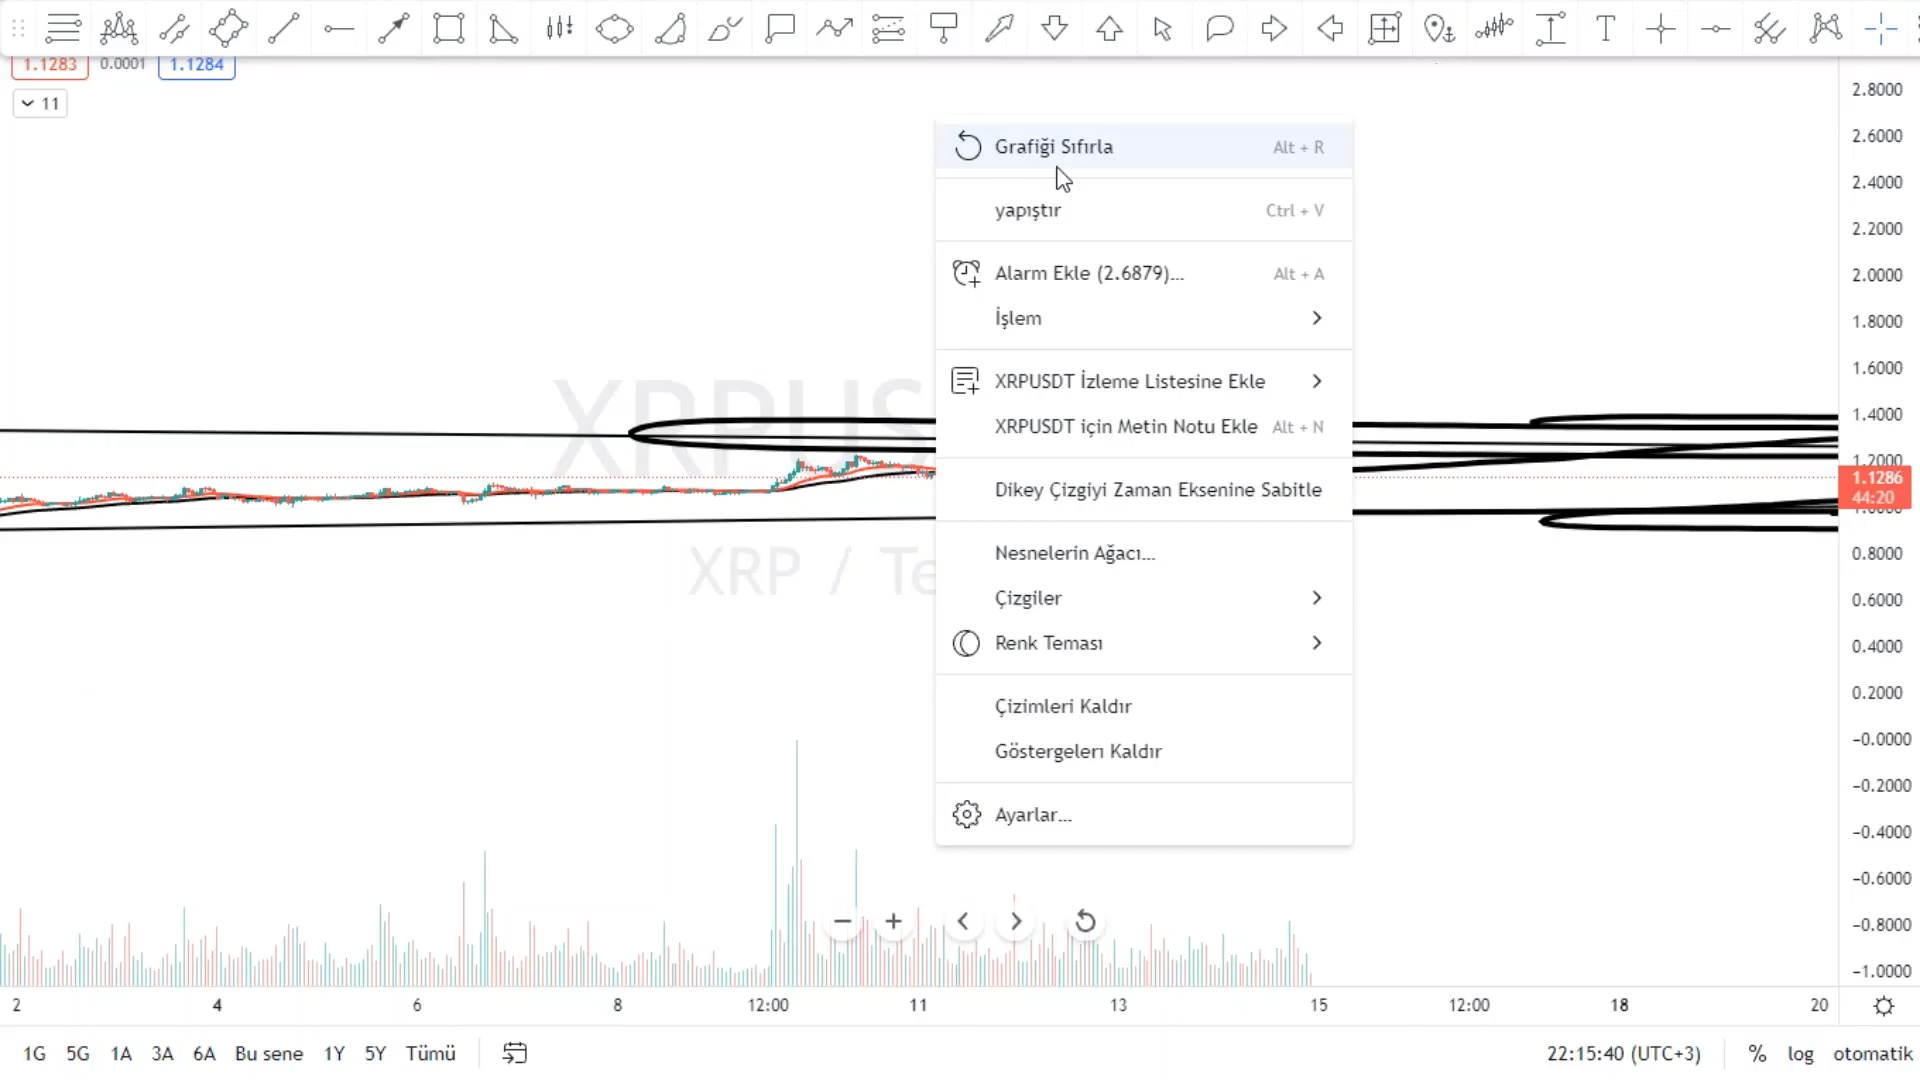 1.1283 0.0001 1.1284
11
XRPUS
XRP / Te
Grafiği Sıfırla Alt + R
yapıştır Ctrl + V
Alarm Ekle (2.6879)... Alt + A
İşlem
XRPUSDT İzleme Listesine Ekle
XRPUSDT için Metin Notu Ekle Alt + N
Dikey Çizgiyi Zaman Eksenine Sabitle
Nesnelerin Ağacı...
Çizgiler
Renk Teması
Çizimleri Kaldır
Göstergeleri Kaldır
Ayarlar...
2.8000
2.6000
2.4000
2.2000
2.0000
1.8000
1.6000
1.4000
1.2000
1.1286
44:20
0.8000
0.6000
0.4000
0.2000
−0.0000
−0.2000
−0.4000
−0.6000
−0.8000
−1.0000
2 4 6 8 12:00 11 13 15 12:00 18 20
1G 5G 1A 3A 6A Bu sene 1Y 5Y Tümü 22:15:40 (UTC+3) % log otomatik